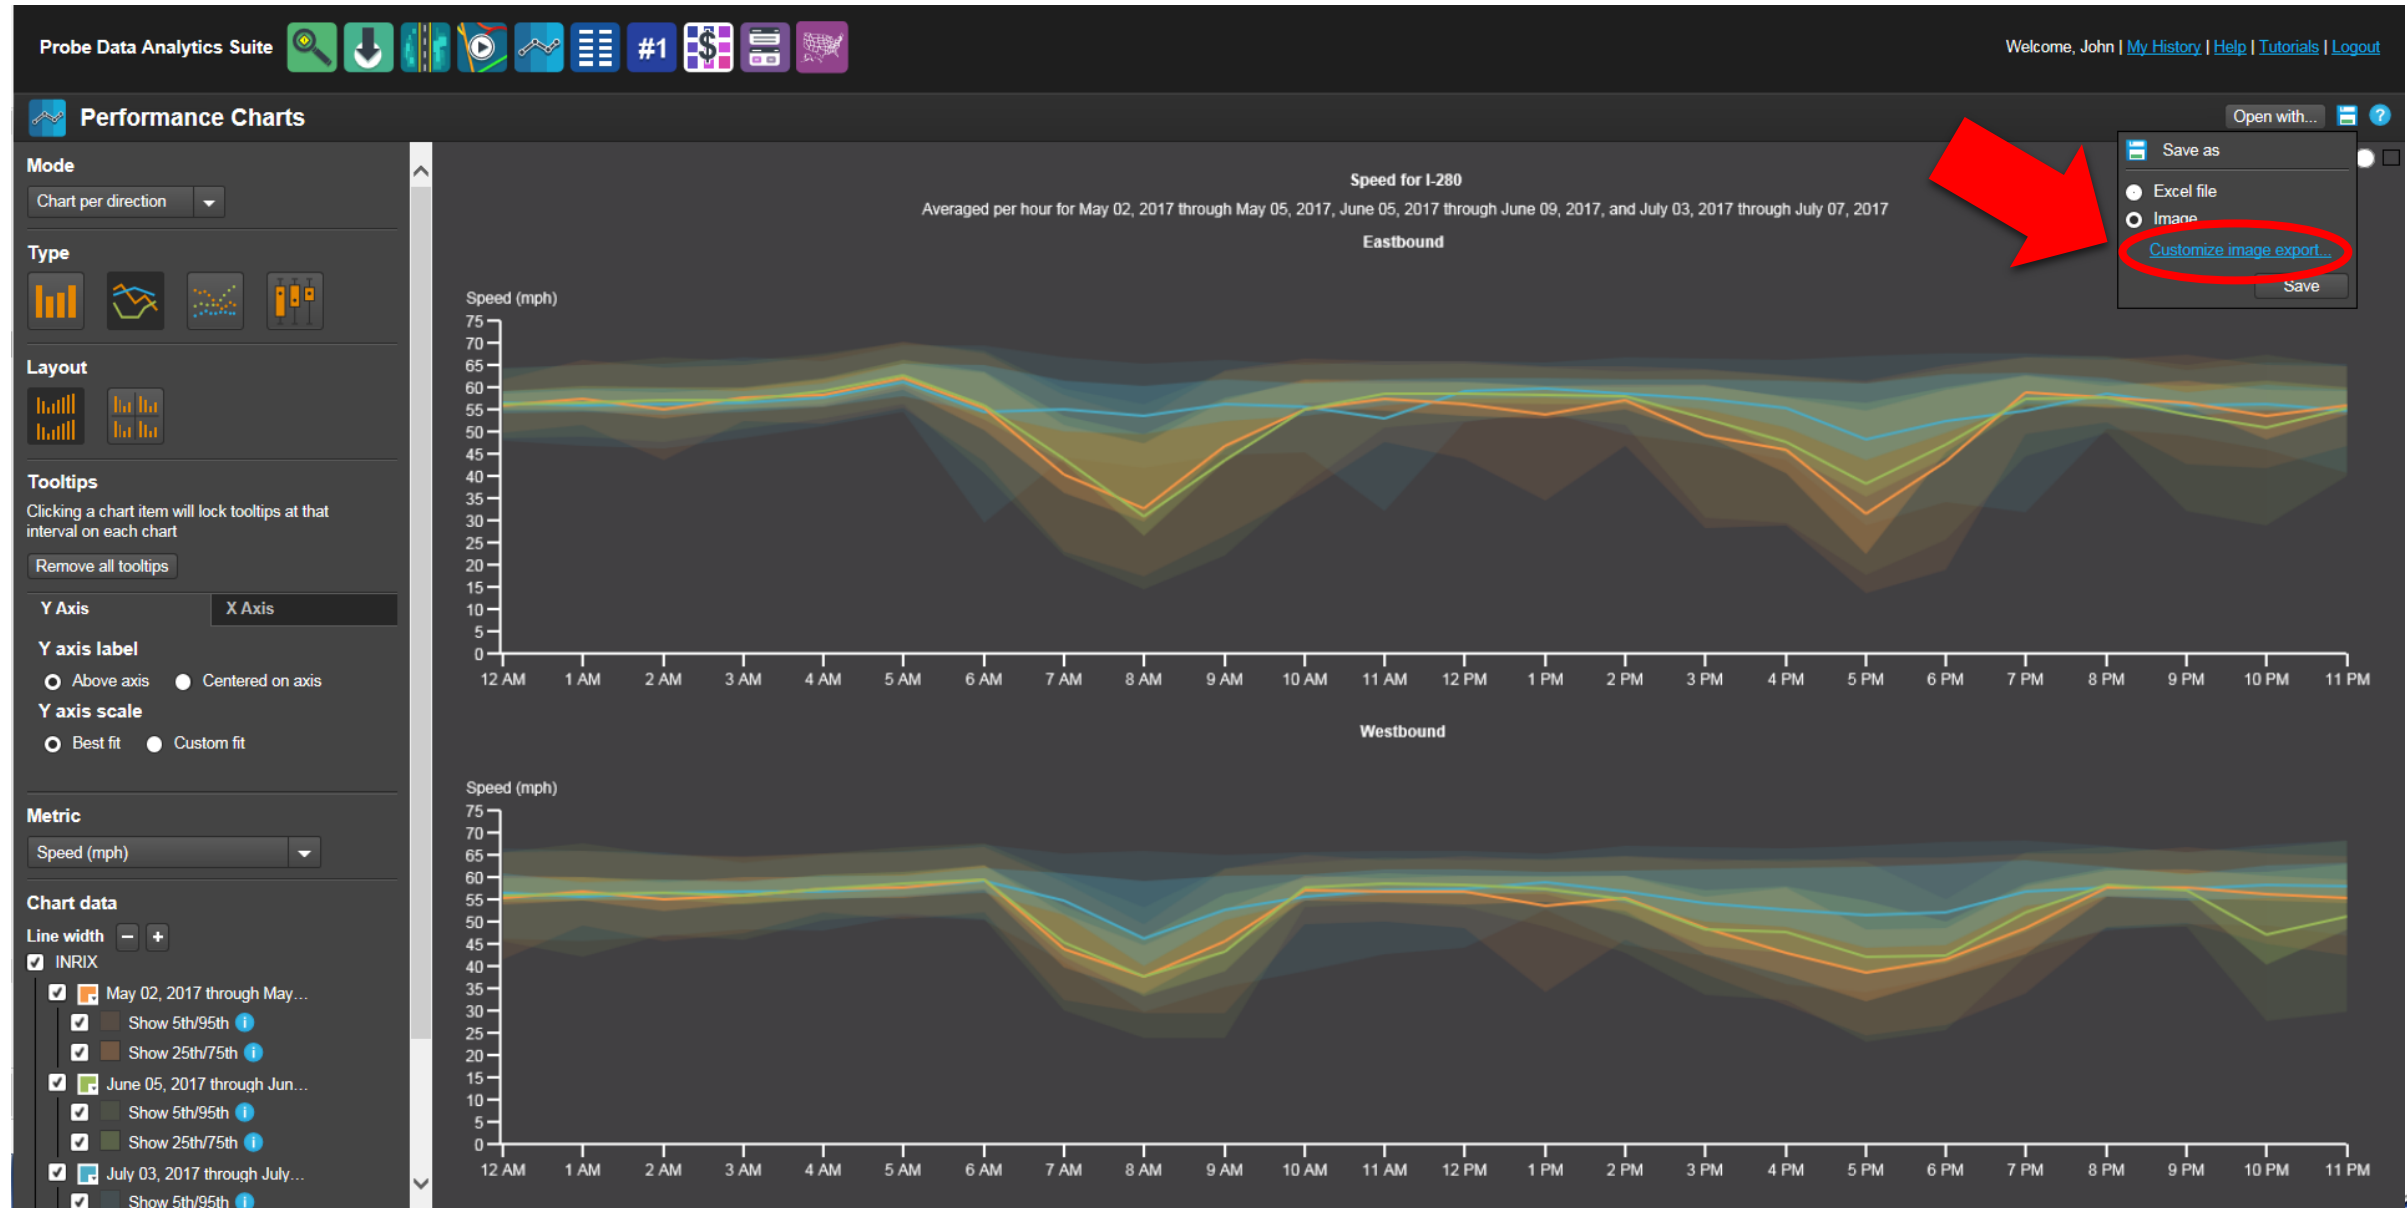 Probe Data Analytics Suite
#1
$
Welcome, John | My History | Help | Tutorials | Logout
Performance Charts
Open with...
?
Save as
Excel file
Image
Customize image export...
Save
Mode
Chart per direction
Type
Layout
Tooltips
Clicking a chart item will lock tooltips at that
interval on each chart
Remove all tooltips
Y Axis
X Axis
Y axis label
Above axis
Centered on axis
Y axis scale
Best fit
Custom fit
Metric
Speed (mph)
Chart data
Line width - +
INRIX
May 02, 2017 through May...
Show 5th/95th i
Show 25th/75th i
June 05, 2017 through Jun...
Show 5th/95th i
Show 25th/75th i
July 03, 2017 through July...
Show 5th/95th i
Speed for I-280
Averaged per hour for May 02, 2017 through May 05, 2017, June 05, 2017 through June 09, 2017, and July 03, 2017 through July 07, 2017
Eastbound
Speed (mph)
75
70
65
60
55
50
45
40
35
30
25
20
15
10
5
0
12 AM 1 AM 2 AM 3 AM 4 AM 5 AM 6 AM 7 AM 8 AM 9 AM 10 AM 11 AM 12 PM 1 PM 2 PM 3 PM 4 PM 5 PM 6 PM 7 PM 8 PM 9 PM 10 PM 11 PM
Westbound
Speed (mph)
75
70
65
60
55
50
45
40
35
30
25
20
15
10
5
0
12 AM 1 AM 2 AM 3 AM 4 AM 5 AM 6 AM 7 AM 8 AM 9 AM 10 AM 11 AM 12 PM 1 PM 2 PM 3 PM 4 PM 5 PM 6 PM 7 PM 8 PM 9 PM 10 PM 11 PM